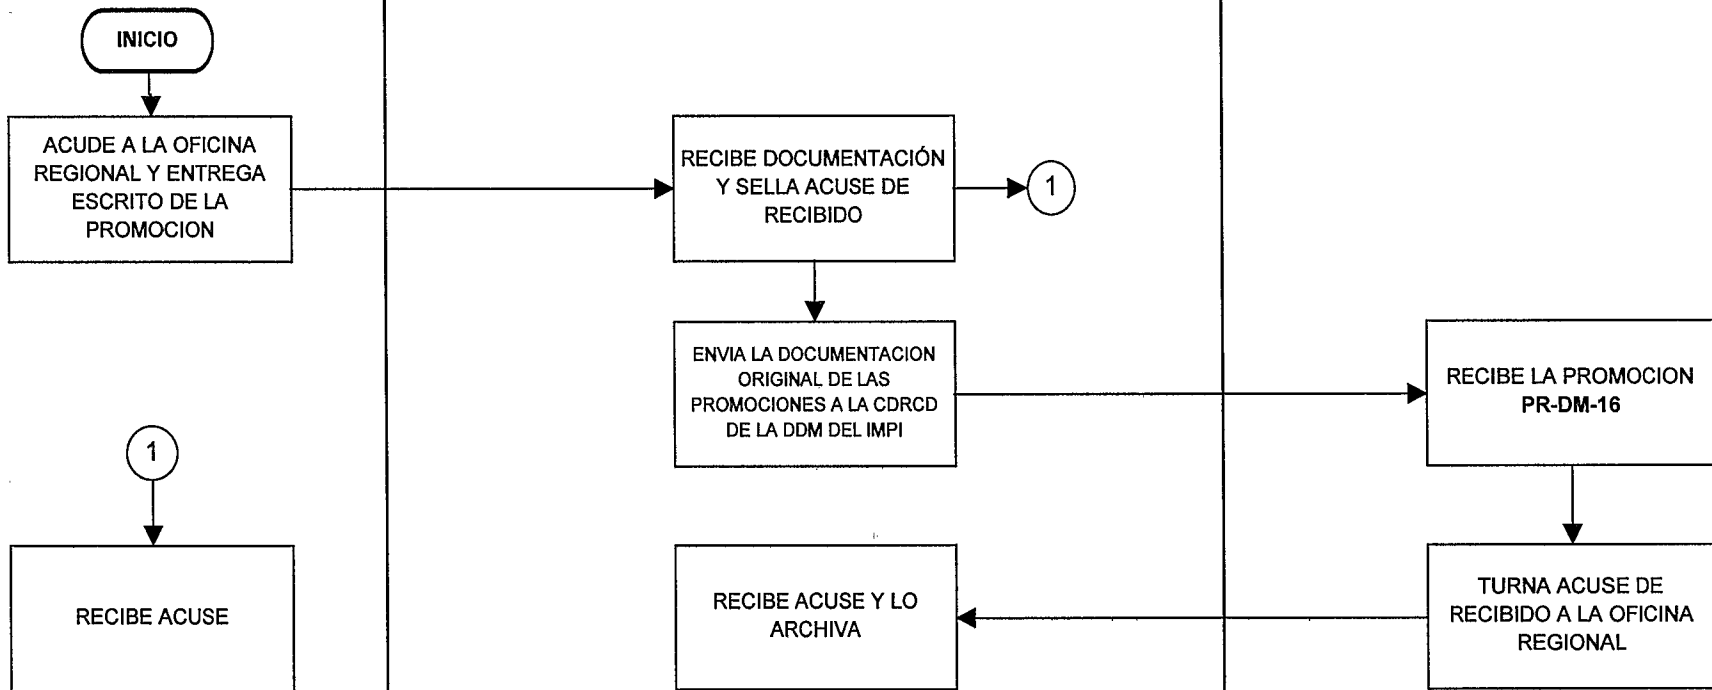 INICIO
ACUDE A LA OFICINA
REGIONAL Y ENTREGA
ESCRITO DE LA
PROMOCION
RECIBE DOCUMENTACIÓN
Y SELLA ACUSE DE
RECIBIDO
1
ENVIA LA DOCUMENTACION
ORIGINAL DE LAS
PROMOCIONES A LA CDRCD
DE LA DDM DEL IMPI
RECIBE LA PROMOCION
PR-DM-16
1
RECIBE ACUSE
RECIBE ACUSE Y LO
ARCHIVA
TURNA ACUSE DE
RECIBIDO A LA OFICINA
REGIONAL